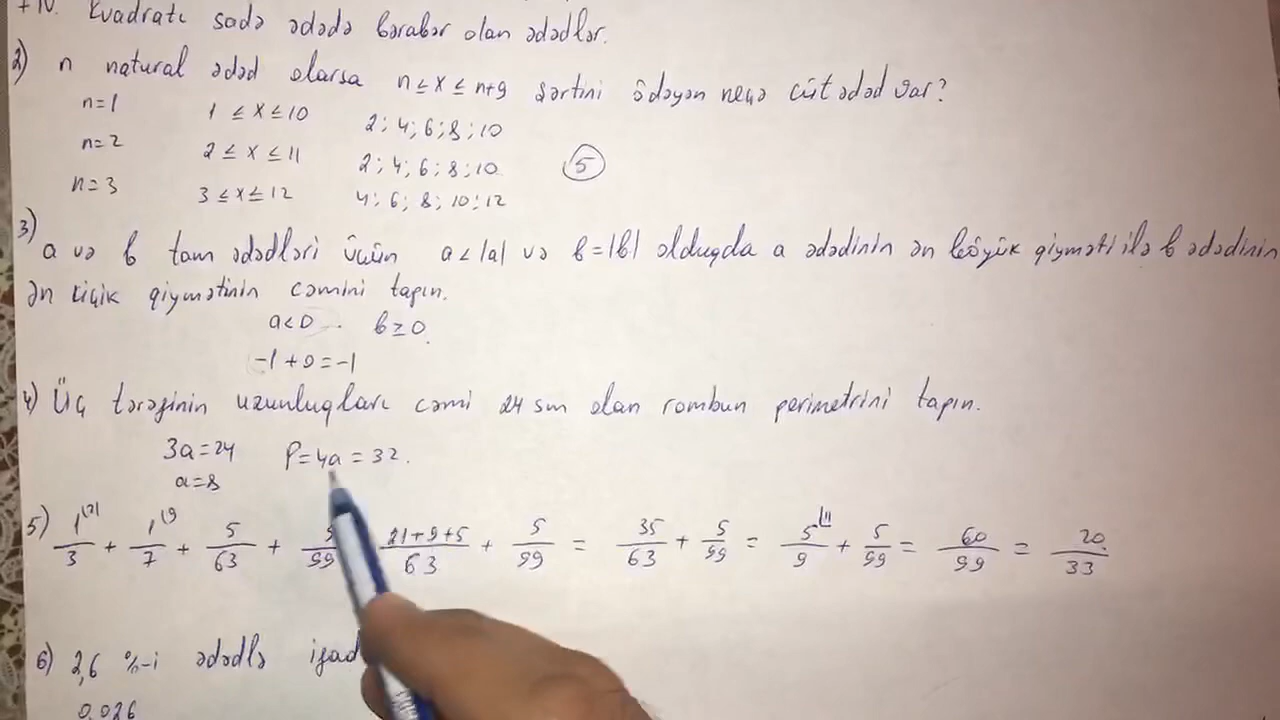 +IV. Kvadratı sadə ədədə bərabər olan ədədlər.
2) n natural ədəd olarsa n≤x≤n+9 şərtini ödəyən neçə cüt ədəd var?
n=1 1≤x≤10 2;4;6;8;10
n=2 2≤x≤11 2;4;6;8;10
5
n=3 3≤x≤12 4;6;8;10;12
3) a və b tam ədədləri üçün a<|a| və b=|b| olduqda a ədədinin ən böyük qiyməti ilə b ədədinin
ən kiçik qiymətinin cəmini tapın.
a<0. b≥0.
-1+0=-1
4) Üç tərəfinin uzunluqları cəmi 24 sm olan rombun perimetrini tapın.
3a=24 P=4a=32.
a=8
5) 1/3 + 1/7 + 5/63 + 5/99 (21+9+5)/63 + 5/99 = 35/63 + 5/99 = 5/9 + 5/99 = 60/99 = 20/33
6) 2,6 %-i ədədlə
0,026